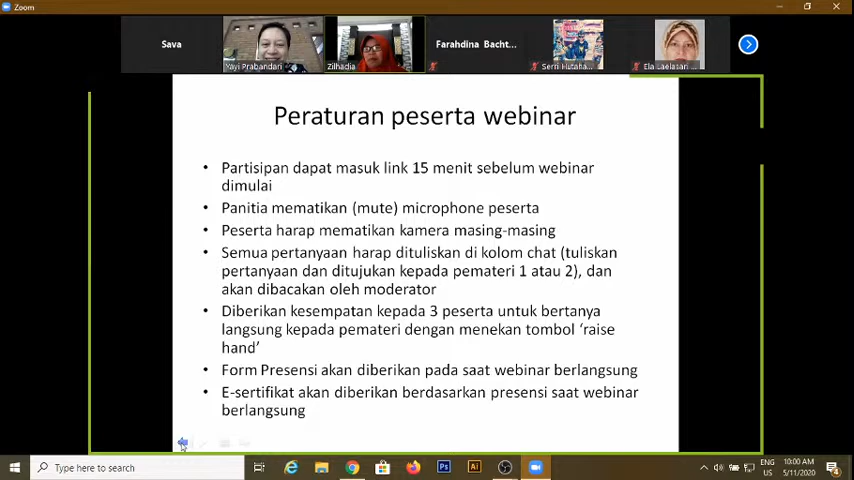 Zoom
Sava
Yayi Prabandari
Zilhadia
Farahdina Bacht...
Serri Hutaha...
Ela Laelasari
Peraturan peserta webinar
• Partisipan dapat masuk link 15 menit sebelum webinar
dimulai
• Panitia mematikan (mute) microphone peserta
• Peserta harap mematikan kamera masing-masing
• Semua pertanyaan harap dituliskan di kolom chat (tuliskan
pertanyaan dan ditujukan kepada pemateri 1 atau 2), dan
akan dibacakan oleh moderator
• Diberikan kesempatan kepada 3 peserta untuk bertanya
langsung kepada pemateri dengan menekan tombol ‘raise
hand’
• Form Presensi akan diberikan pada saat webinar berlangsung
• E-sertifikat akan diberikan berdasarkan presensi saat webinar
berlangsung
Type here to search
Ps
Ai
ENG
US
10:00 AM
5/11/2020
4